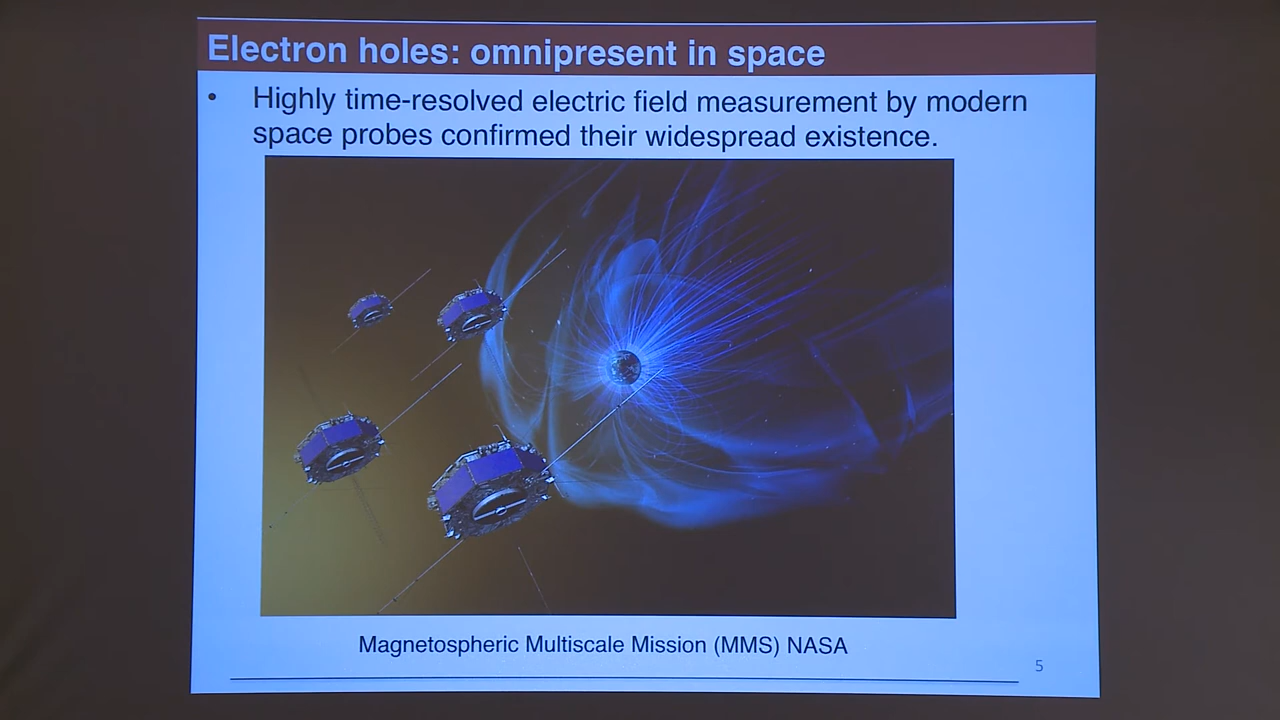 Electron holes: omnipresent in space
• Highly time-resolved electric field measurement by modern
space probes confirmed their widespread existence.
Magnetospheric Multiscale Mission (MMS) NASA
5